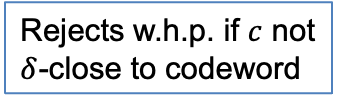 Rejects w.h.p. if 𝑐 not
𝛿-close to codeword